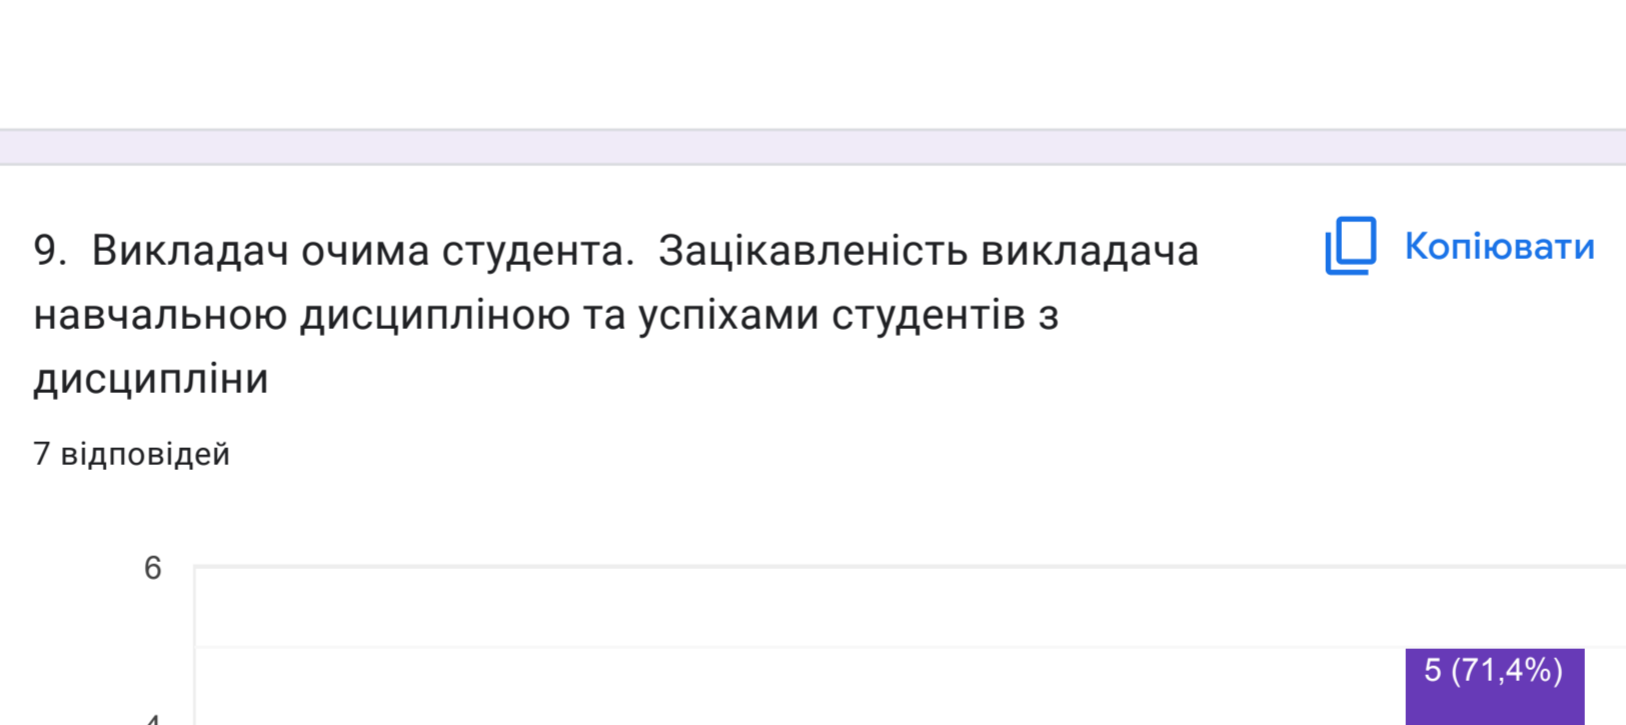 9. Викладач очима студента. Зацікавленість викладача
навчальною дисципліною та успіхами студентів з
дисципліни
Копіювати
7 відповідей
6
5 (71,4%)
4